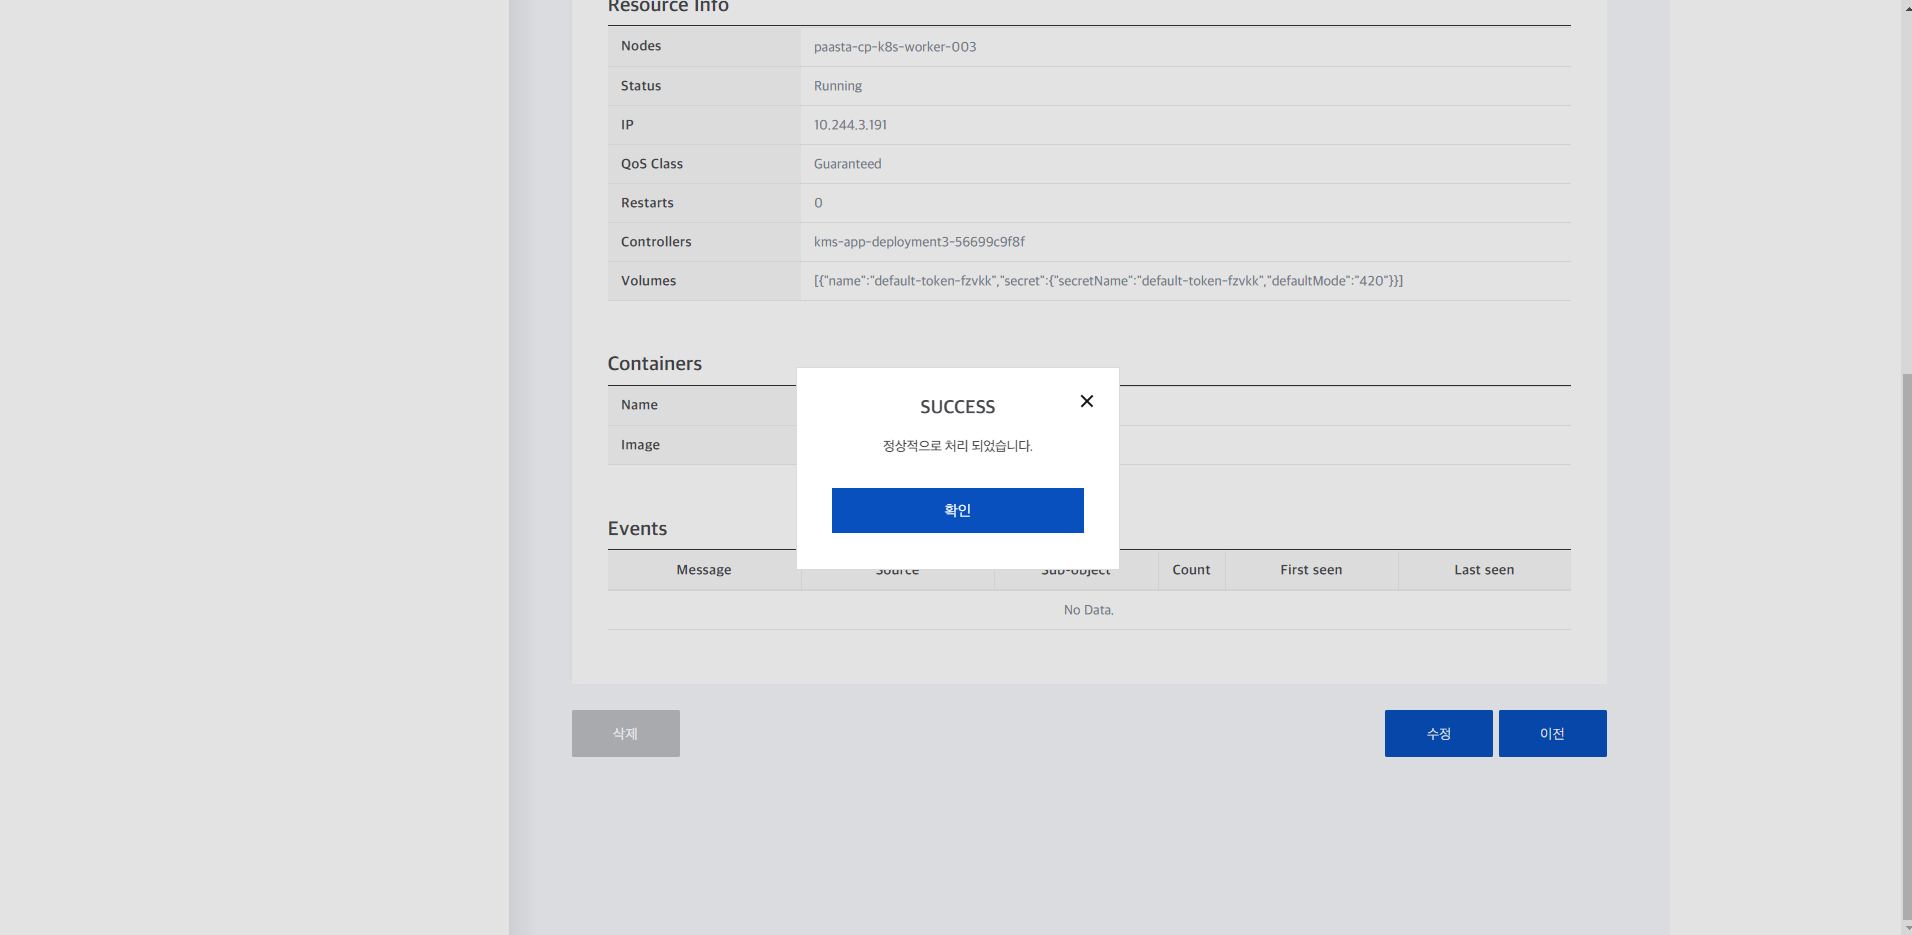 Resource Info
Nodes paasta-cp-k8s-worker-003
Status Running
IP 10.244.3.191
QoS Class Guaranteed
Restarts 0
Controllers kms-app-deployment3-56699c9f8f
Volumes [{"name":"default-token-fzvkk","secret":{"secretName":"default-token-fzvkk","defaultMode":"420"}}]
Containers
Name
Image
SUCCESS
정상적으로 처리 되었습니다.
확인
Events
Message Source Sub-object Count First seen Last seen
No Data.
삭제 수정 이전